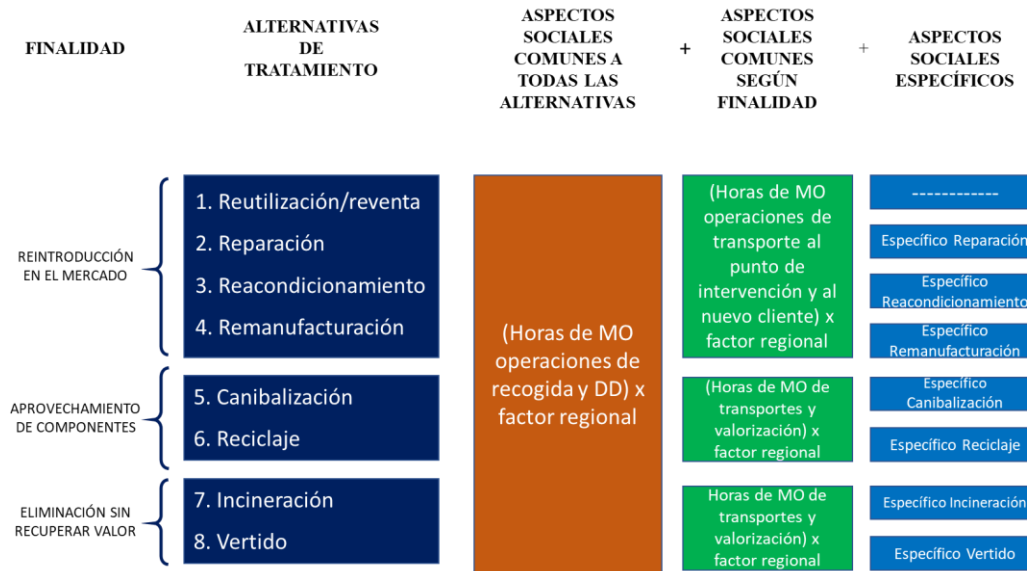 FINALIDAD
ALTERNATIVAS
DE
TRATAMIENTO
ASPECTOS
SOCIALES
COMUNES A
TODAS LAS
ALTERNATIVAS
+
ASPECTOS
SOCIALES
COMUNES
SEGÚN
FINALIDAD
+
ASPECTOS
SOCIALES
ESPECÍFICOS
REINTRODUCCIÓN
EN EL MERCADO
1. Reutilización/reventa
2. Reparación
3. Reacondicionamiento
4. Remanufacturación
APROVECHAMIENTO
DE COMPONENTES
5. Canibalización
6. Reciclaje
ELIMINACIÓN SIN
RECUPERAR VALOR
7. Incineración
8. Vertido
(Horas de MO
operaciones de
recogida y DD) x
factor regional
(Horas de MO
operaciones de
transporte al
punto de
intervención y al
nuevo cliente) x
factor regional
(Horas de MO de
transportes y
valorización) x
factor regional
Horas de MO de
transportes y
valorización) x
factor regional
------------
Específico Reparación
Específico
Reacondicionamiento
Específico
Remanufacturación
Específico
Canibalización
Específico Reciclaje
Específico Incineración
Específico Vertido